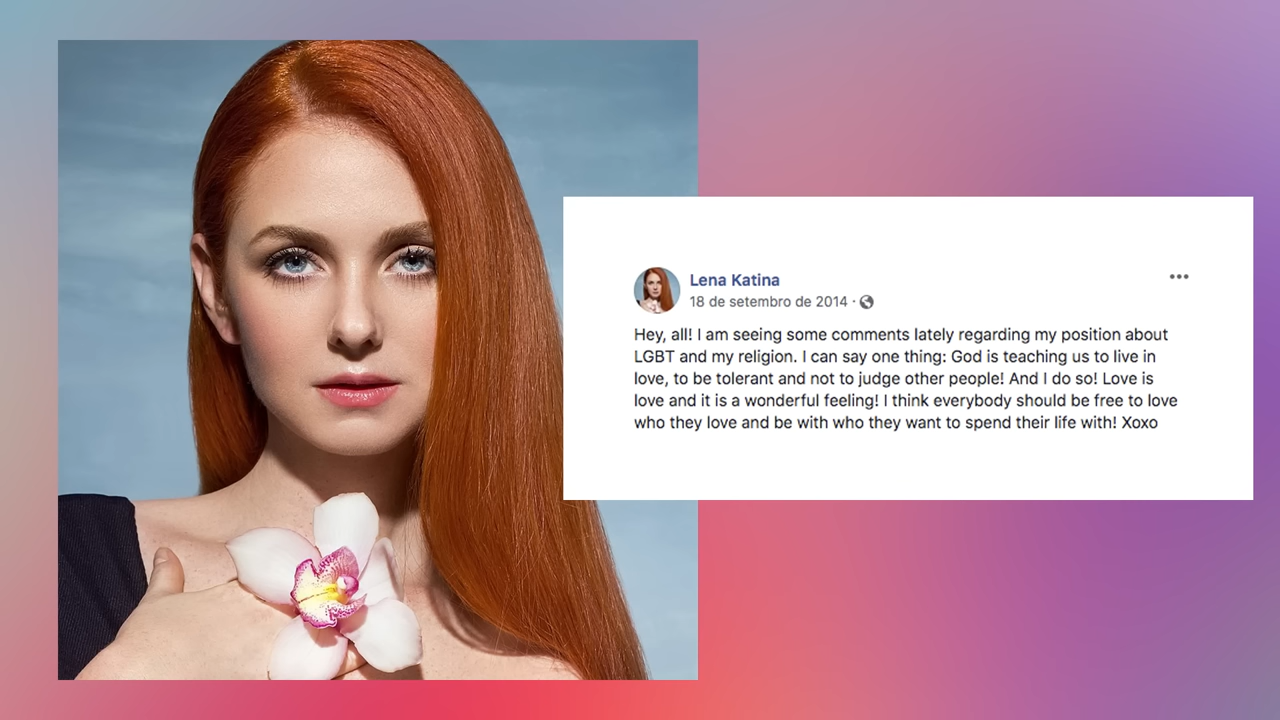 Lena Katina
18 de setembro de 2014 ·
Hey, all! I am seeing some comments lately regarding my position about
LGBT and my religion. I can say one thing: God is teaching us to live in
love, to be tolerant and not to judge other people! And I do so! Love is
love and it is a wonderful feeling! I think everybody should be free to love
who they love and be with who they want to spend their life with! Xoxo